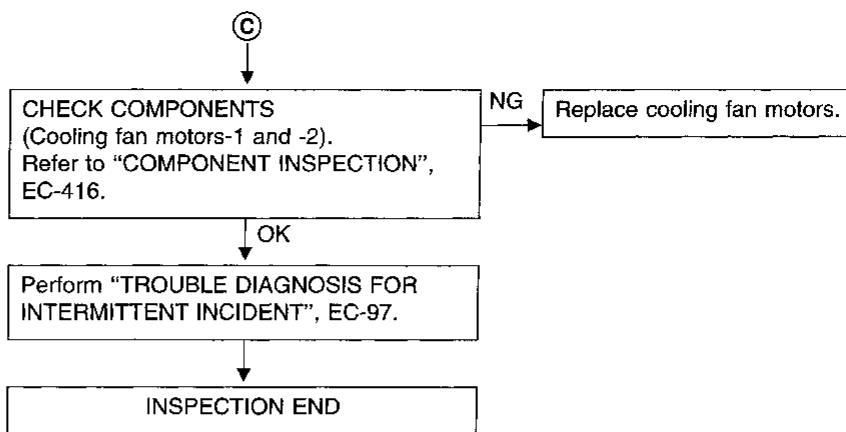 C
CHECK COMPONENTS
(Cooling fan motors-1 and -2).
Refer to “COMPONENT INSPECTION”,
EC-416.
NG
Replace cooling fan motors.
OK
Perform “TROUBLE DIAGNOSIS FOR
INTERMITTENT INCIDENT”, EC-97.
INSPECTION END